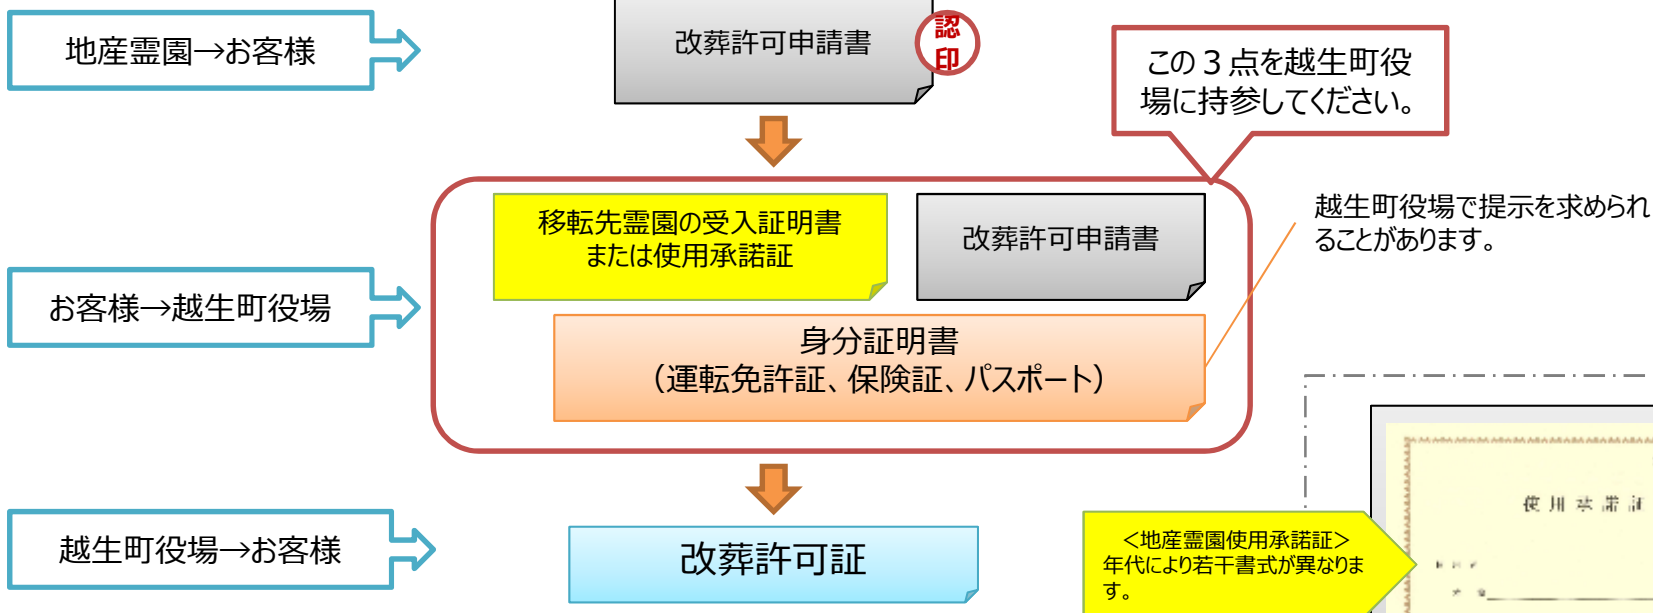 地産霊園→お客様
改葬許可申請書
認
印
この3点を越生町役
場に持参してください。
移転先霊園の受入証明書
または使用承諾証
改葬許可申請書
越生町役場で提示を求められ
ることがあります。
お客様→越生町役場
身分証明書
（運転免許証、保険証、パスポート）
越生町役場→お客様
改葬許可証
＜地産霊園使用承諾証＞
年代により若干書式が異なりま
す。
使用承諾証